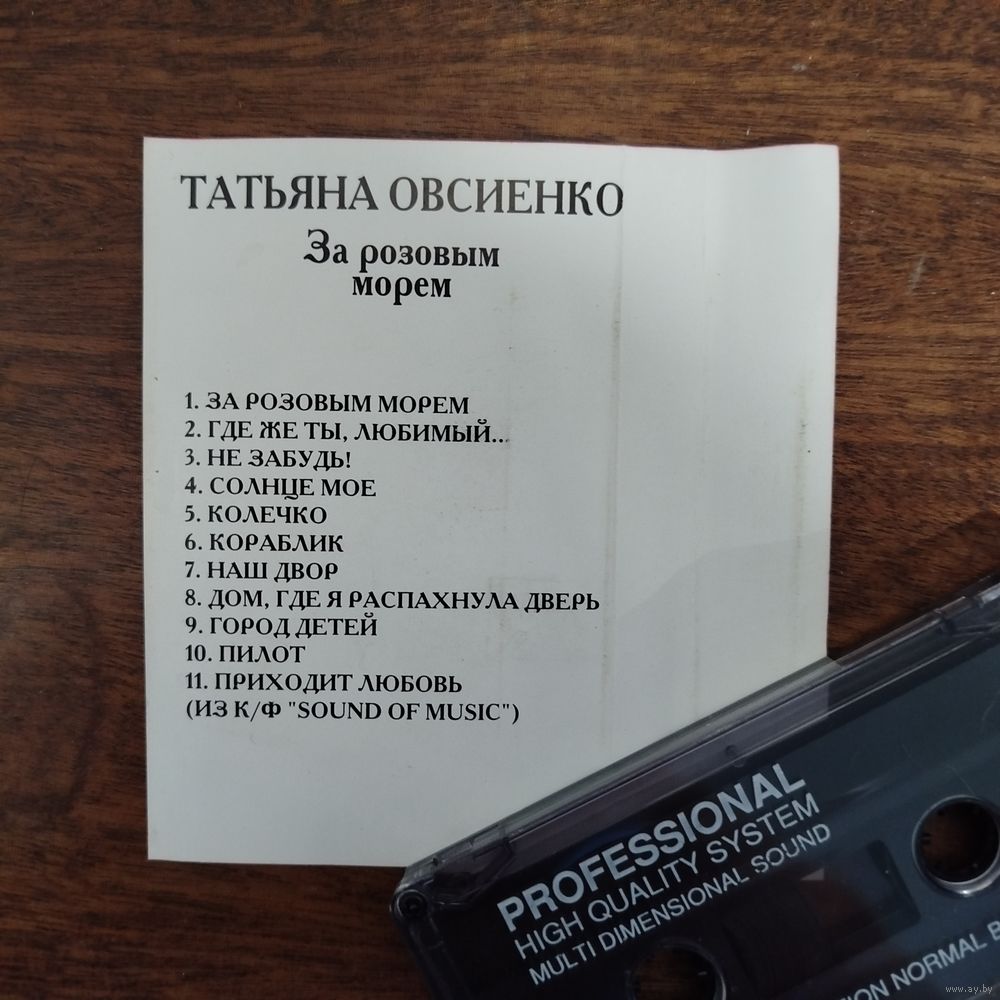 ТАТЬЯНА ОВСИЕНКО
За розовым
морем
1. ЗА РОЗОВЫМ МОРЕМ
2. ГДЕ ЖЕ ТЫ, ЛЮБИМЫЙ...
3. НЕ ЗАБУДЬ!
4. СОЛНЦЕ МОЕ
5. КОЛЕЧКО
6. КОРАБЛИК
7. НАШ ДВОР
8. ДОМ, ГДЕ Я РАСПАХНУЛА ДВЕРЬ
9. ГОРОД ДЕТЕЙ
10. ПИЛОТ
11. ПРИХОДИТ ЛЮБОВЬ
(ИЗ К/Ф "SOUND OF MUSIC")
PROFESSIONAL
HIGH QUALITY SYSTEM
MULTI DIMENSIONAL SOUND
NORMAL
www.ay.by